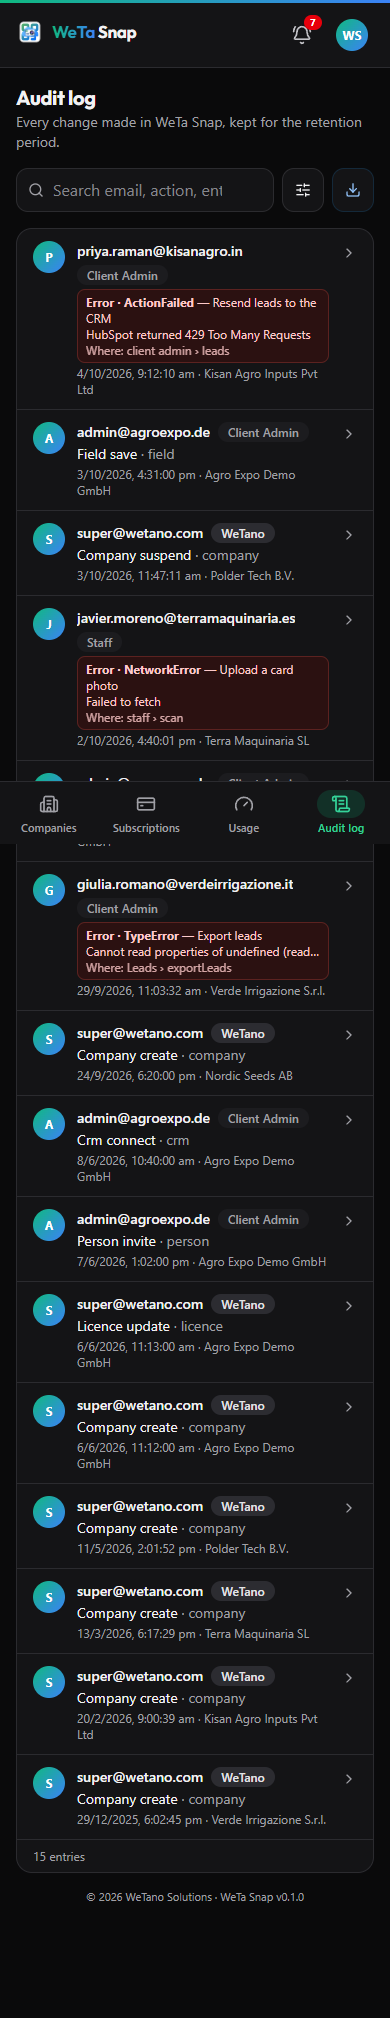 WeTa Snap
7
WS
Audit log
Every change made in WeTa Snap, kept for the retention
period.
Search email, action, ent
P
priya.raman@kisanagro.in
Client Admin
Error · ActionFailed — Resend leads to the
CRM
HubSpot returned 429 Too Many Requests
Where: client admin › leads
4/10/2026, 9:12:10 am · Kisan Agro Inputs Pvt
Ltd
A
admin@agroexpo.de Client Admin
Field save · field
3/10/2026, 4:31:00 pm · Agro Expo Demo
GmbH
S
super@wetano.com WeTano
Company suspend · company
3/10/2026, 11:47:11 am · Polder Tech B.V.
J
javier.moreno@terramaquinaria.es
Staff
Error · NetworkError — Upload a card
photo
Failed to fetch
Where: staff › scan
2/10/2026, 4:40:01 pm · Terra Maquinaria SL
Companies
Subscriptions
Usage
Audit log
G
giulia.romano@verdeirrigazione.it
Client Admin
Error · TypeError — Export leads
Cannot read properties of undefined (read...
Where: Leads › exportLeads
29/9/2026, 11:03:32 am · Verde Irrigazione S.r.l.
S
super@wetano.com WeTano
Company create · company
24/9/2026, 6:20:00 pm · Nordic Seeds AB
A
admin@agroexpo.de Client Admin
Crm connect · crm
8/6/2026, 10:40:00 am · Agro Expo Demo
GmbH
A
admin@agroexpo.de Client Admin
Person invite · person
7/6/2026, 1:02:00 pm · Agro Expo Demo GmbH
S
super@wetano.com WeTano
Licence update · licence
6/6/2026, 11:13:00 am · Agro Expo Demo
GmbH
S
super@wetano.com WeTano
Company create · company
6/6/2026, 11:12:00 am · Agro Expo Demo
GmbH
S
super@wetano.com WeTano
Company create · company
11/5/2026, 2:01:52 pm · Polder Tech B.V.
S
super@wetano.com WeTano
Company create · company
13/3/2026, 6:17:29 pm · Terra Maquinaria SL
S
super@wetano.com WeTano
Company create · company
20/2/2026, 9:00:39 am · Kisan Agro Inputs Pvt
Ltd
S
super@wetano.com WeTano
Company create · company
29/12/2025, 6:02:45 pm · Verde Irrigazione S.r.l.
15 entries
© 2026 WeTano Solutions · WeTa Snap v0.1.0